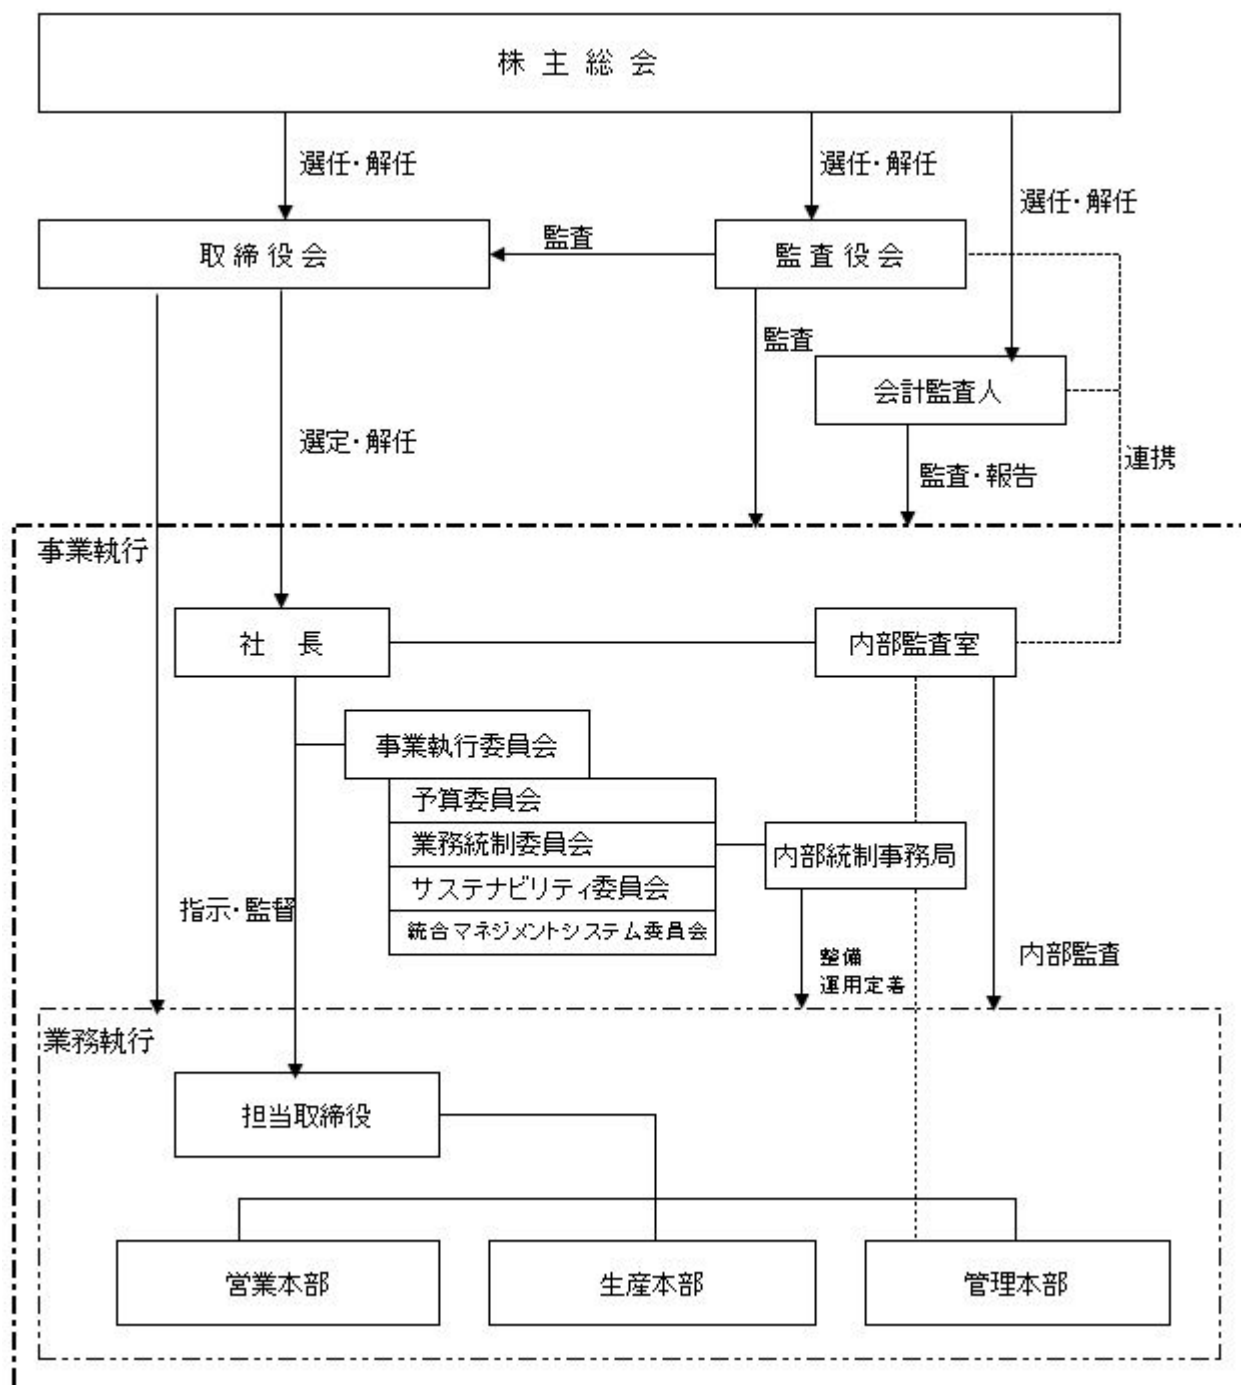 株主総会
選任・解任
選任・解任
選任・解任
取締役会
監査
監査役会
監査
会計監査人
選定・解任
監査・報告
連携
事業執行
社　長
内部監査室
事業執行委員会
予算委員会
業務統制委員会
サステナビリティ委員会
統合マネジメントシステム委員会
内部統制事務局
指示・監督
整備
運用定着
内部監査
業務執行
担当取締役
営業本部
生産本部
管理本部